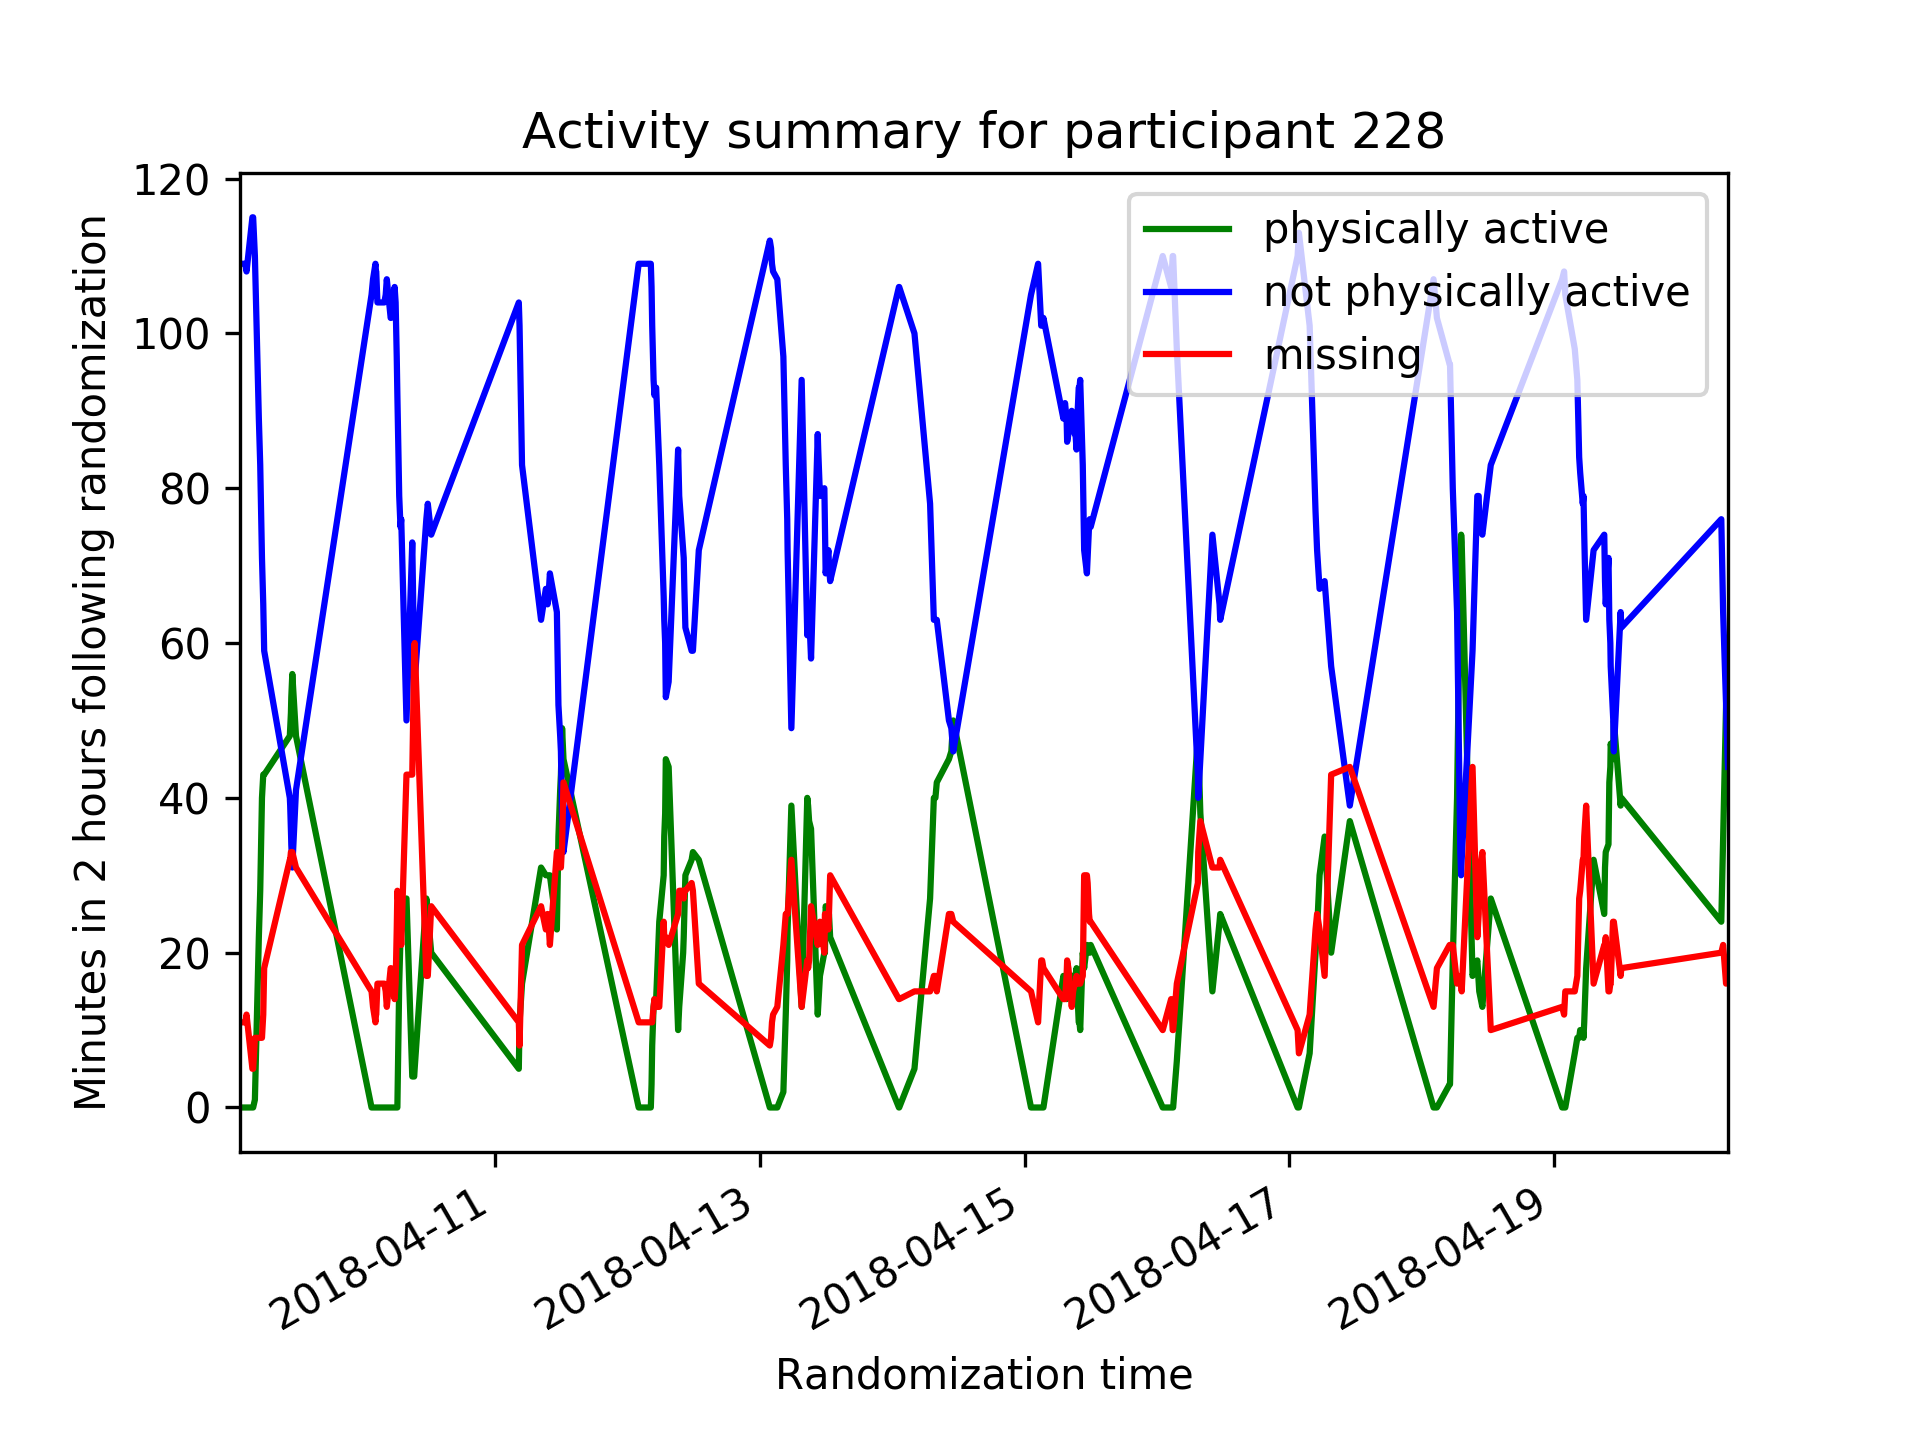 Activity summary for participant 228
120
100
80
60
40
20
0
Minutes in 2 hours following randomization
physically active
not physically active
missing
2018-04-11
2018-04-13
2018-04-15
2018-04-17
2018-04-19
Randomization time